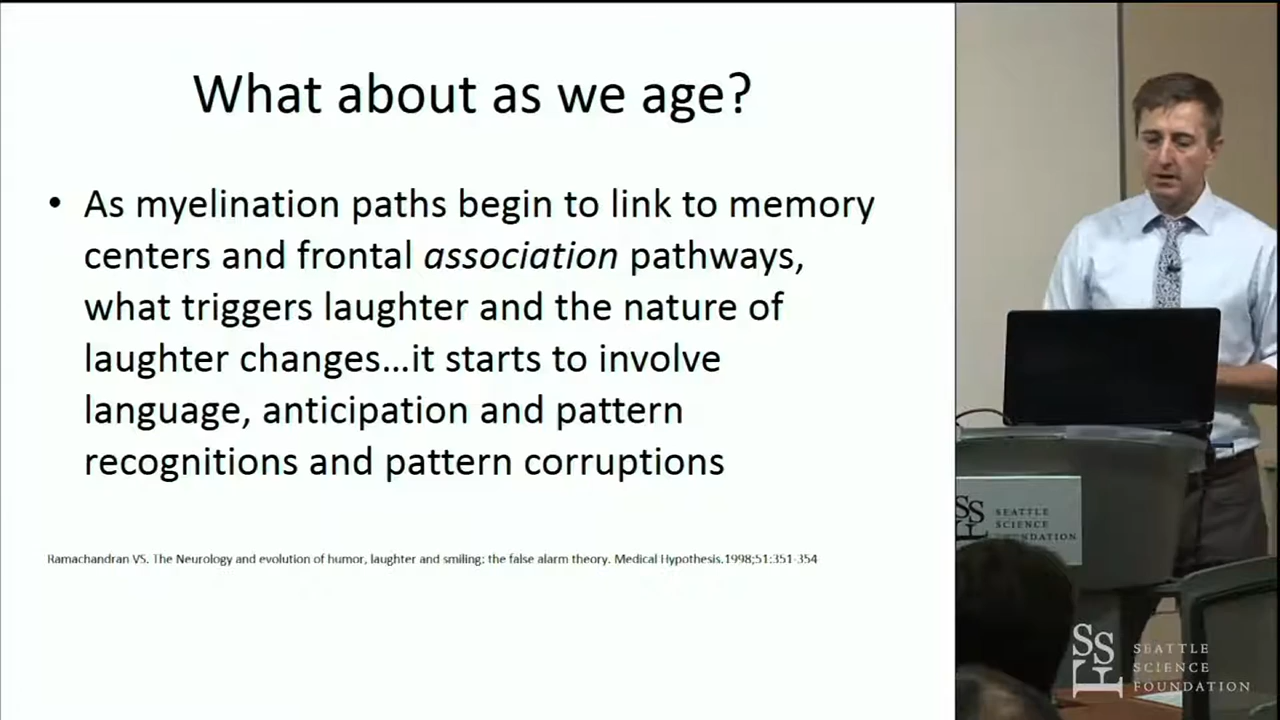 What about as we age?
• As myelination paths begin to link to memory
centers and frontal association pathways,
what triggers laughter and the nature of
laughter changes...it starts to involve
language, anticipation and pattern
recognitions and pattern corruptions
Ramachandran VS. The Neurology and evolution of humor, laughter and smiling: the false alarm theory. Medical Hypothesis.1998;51:351-354
SEATTLE
SCIENCE
SEATTLE
SCIENCE
FOUNDATION